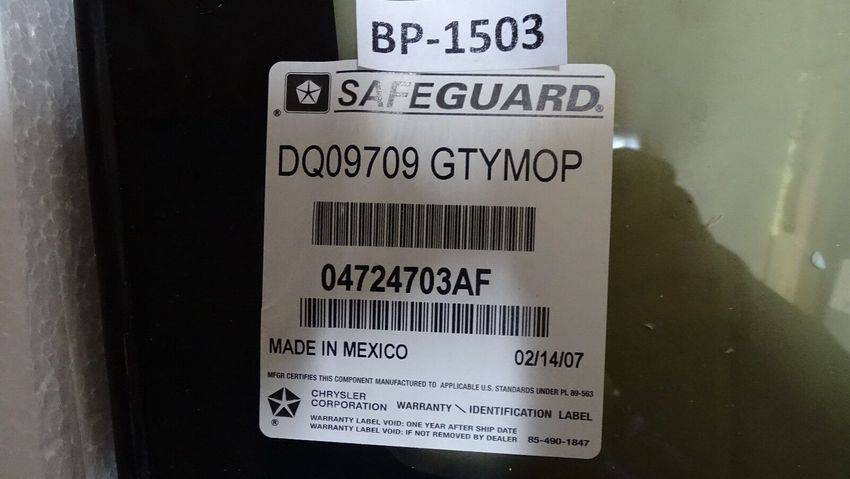 BP-1503
SAFEGUARD®
DQ09709 GTYMOP
04724703AF
MADE IN MEXICO 02/14/07
MFGR CERTIFIES THIS COMPONENT MANUFACTURED TO APPLICABLE U.S. STANDARDS UNDER PL 89-563
CHRYSLER
CORPORATION WARRANTY \ IDENTIFICATION LABEL
WARRANTY LABEL VOID: ONE YEAR AFTER SHIP DATE
WARRANTY LABEL VOID: IF NOT REMOVED BY DEALER 85-490-1847